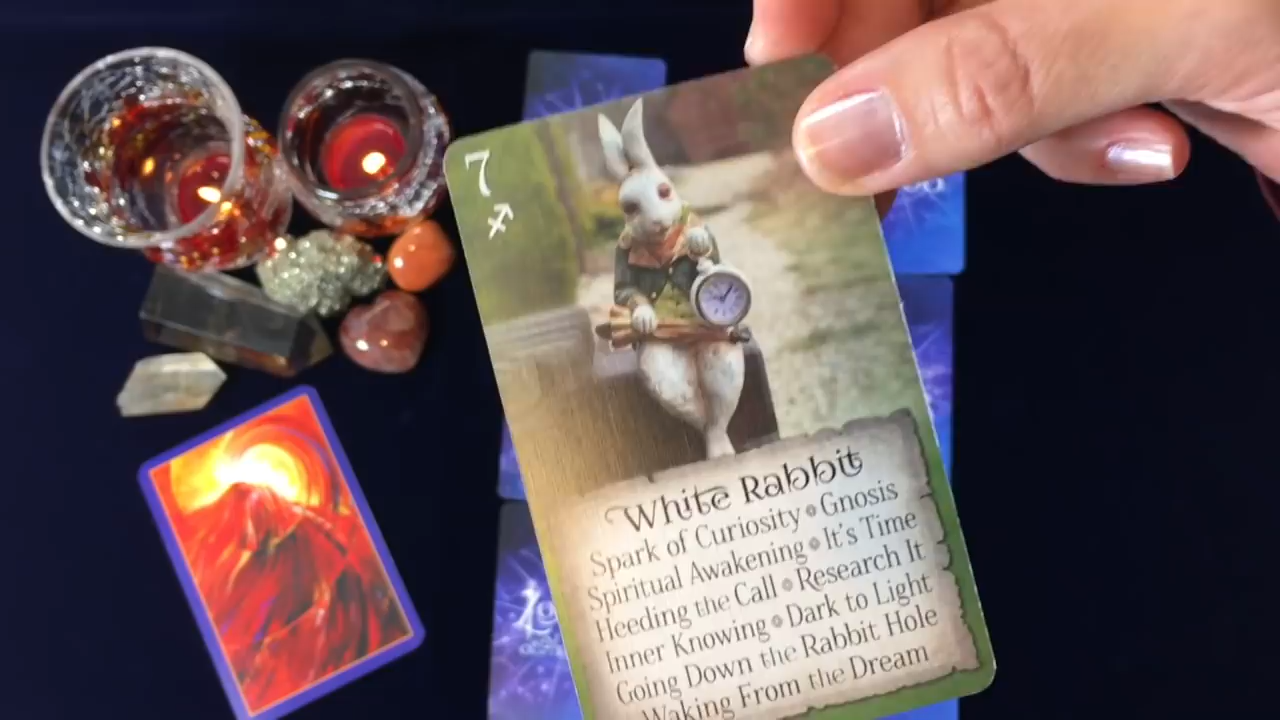 7
White Rabbit
Spark of Curiosity • Gnosis
Spiritual Awakening • It's Time
Heeding the Call • Research It
Inner Knowing • Dark to Light
Going Down the Rabbit Hole
Waking From the Dream